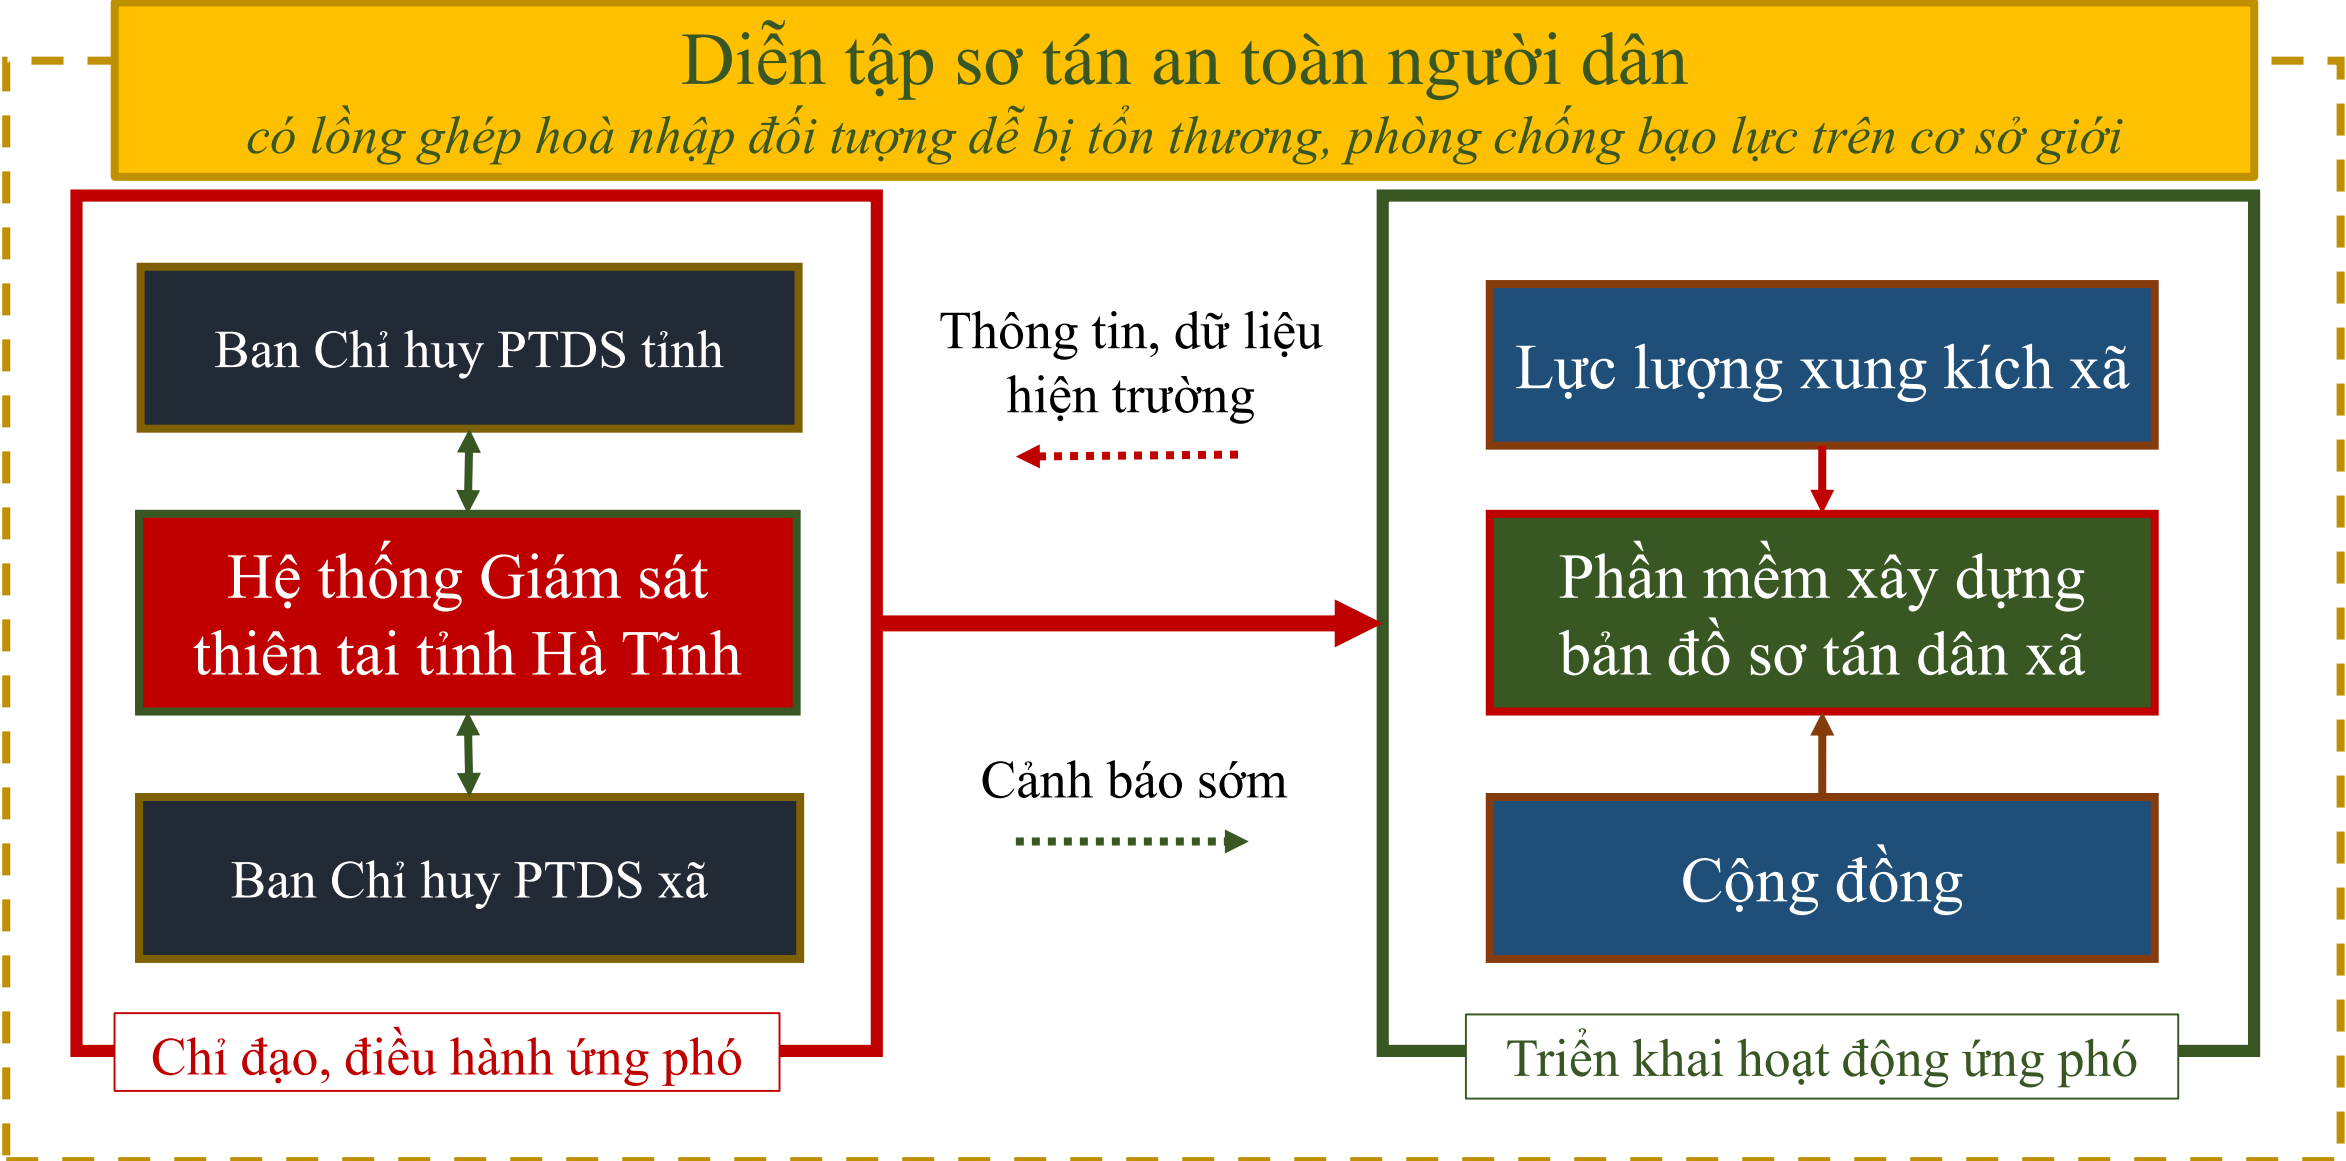 Diễn tập sơ tán an toàn người dân
có lồng ghép hoà nhập đối tượng dễ bị tổn thương, phòng chống bạo lực trên cơ sở giới
Ban Chỉ huy PTDS tỉnh
Hệ thống Giám sát
thiên tai tỉnh Hà Tĩnh
Ban Chỉ huy PTDS xã
Chỉ đạo, điều hành ứng phó
Thông tin, dữ liệu
hiện trường
Cảnh báo sớm
Lực lượng xung kích xã
Phần mềm xây dựng
bản đồ sơ tán dân xã
Cộng đồng
Triển khai hoạt động ứng phó